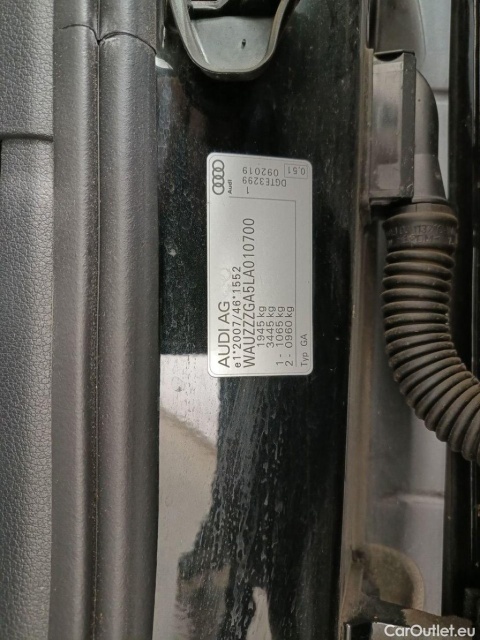 AUDI AG
e1*2007/46*1552
WAUZZZGA5LA010700
1945 kg
3445 kg
1 - 1065 kg
2 - 0960 kg
Typ GA
Audi
1
DGTE3299
092019
0.51
CarOutlet.eu